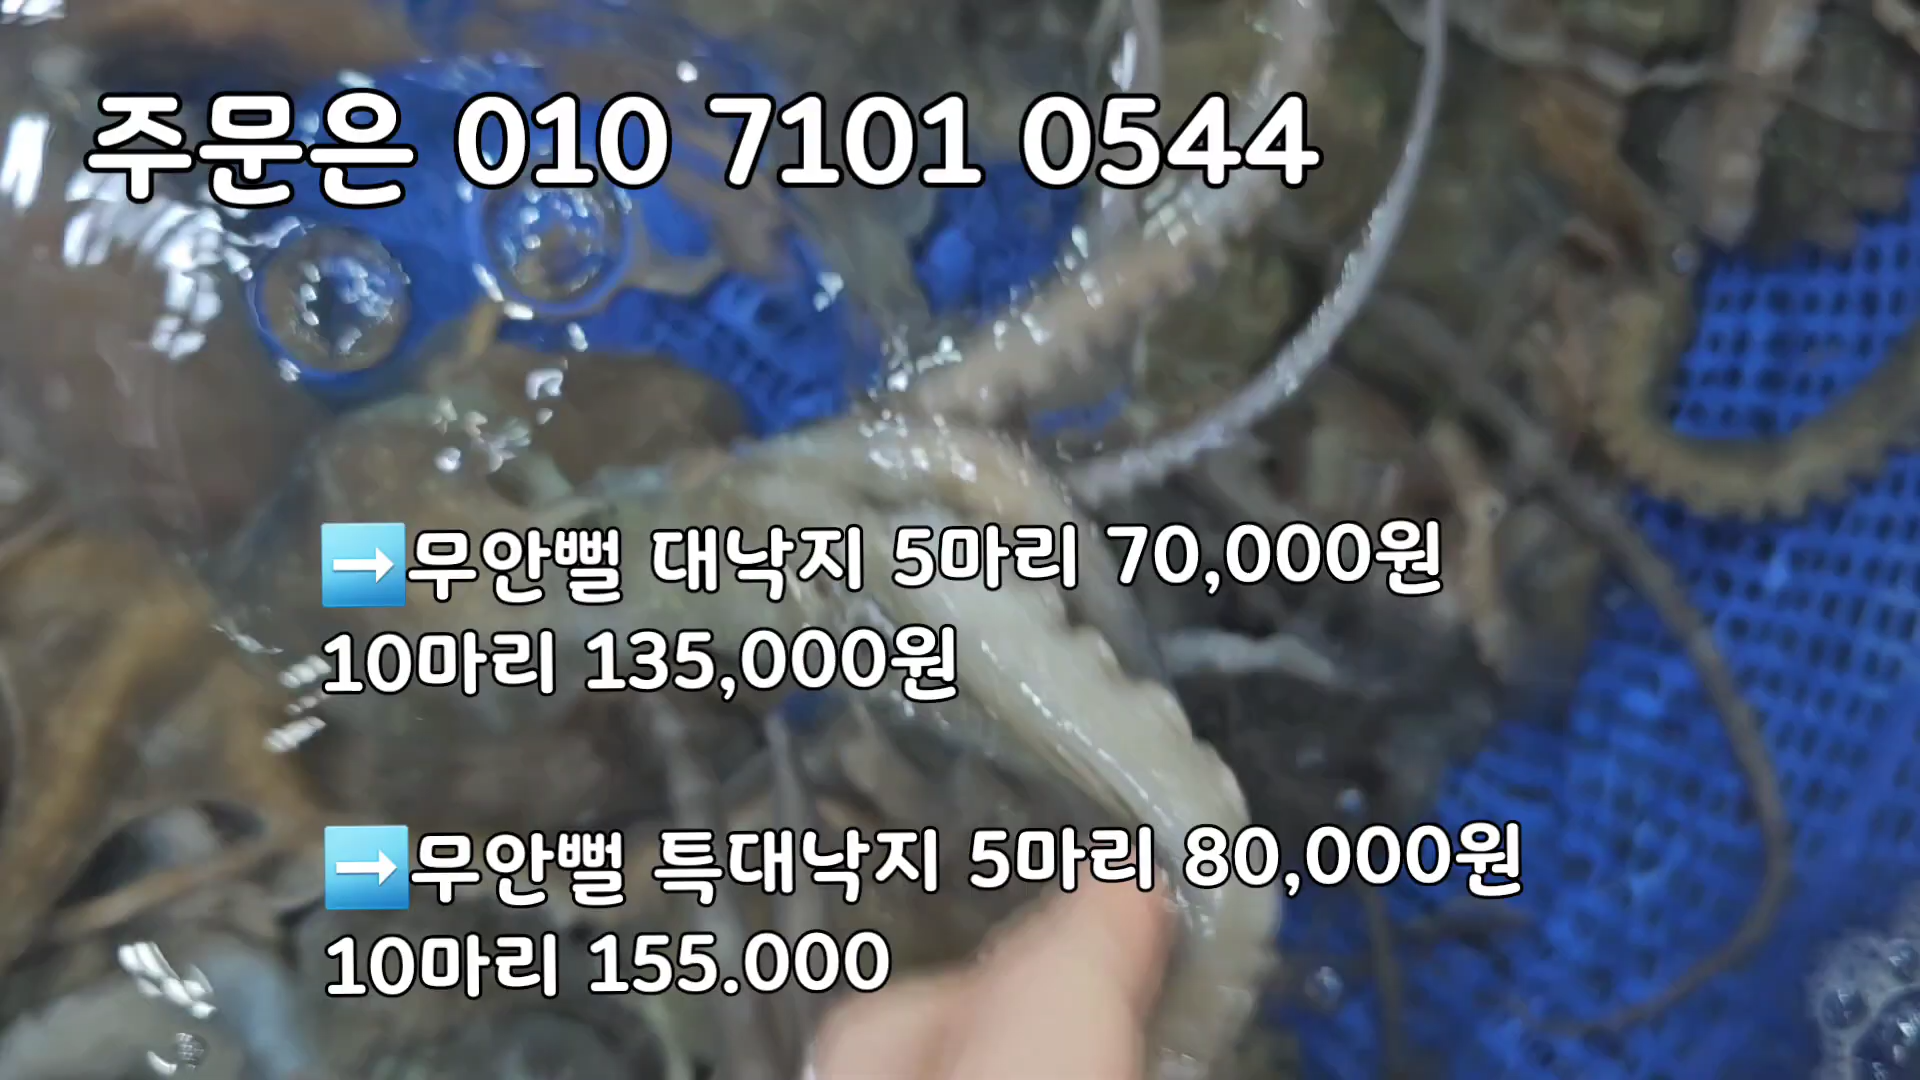 주문은 010 7101 0544
➡무안뻘 대낙지 5마리 70,000원
10마리 135,000원
➡무안뻘 특대낙지 5마리 80,000원
10마리 155.000